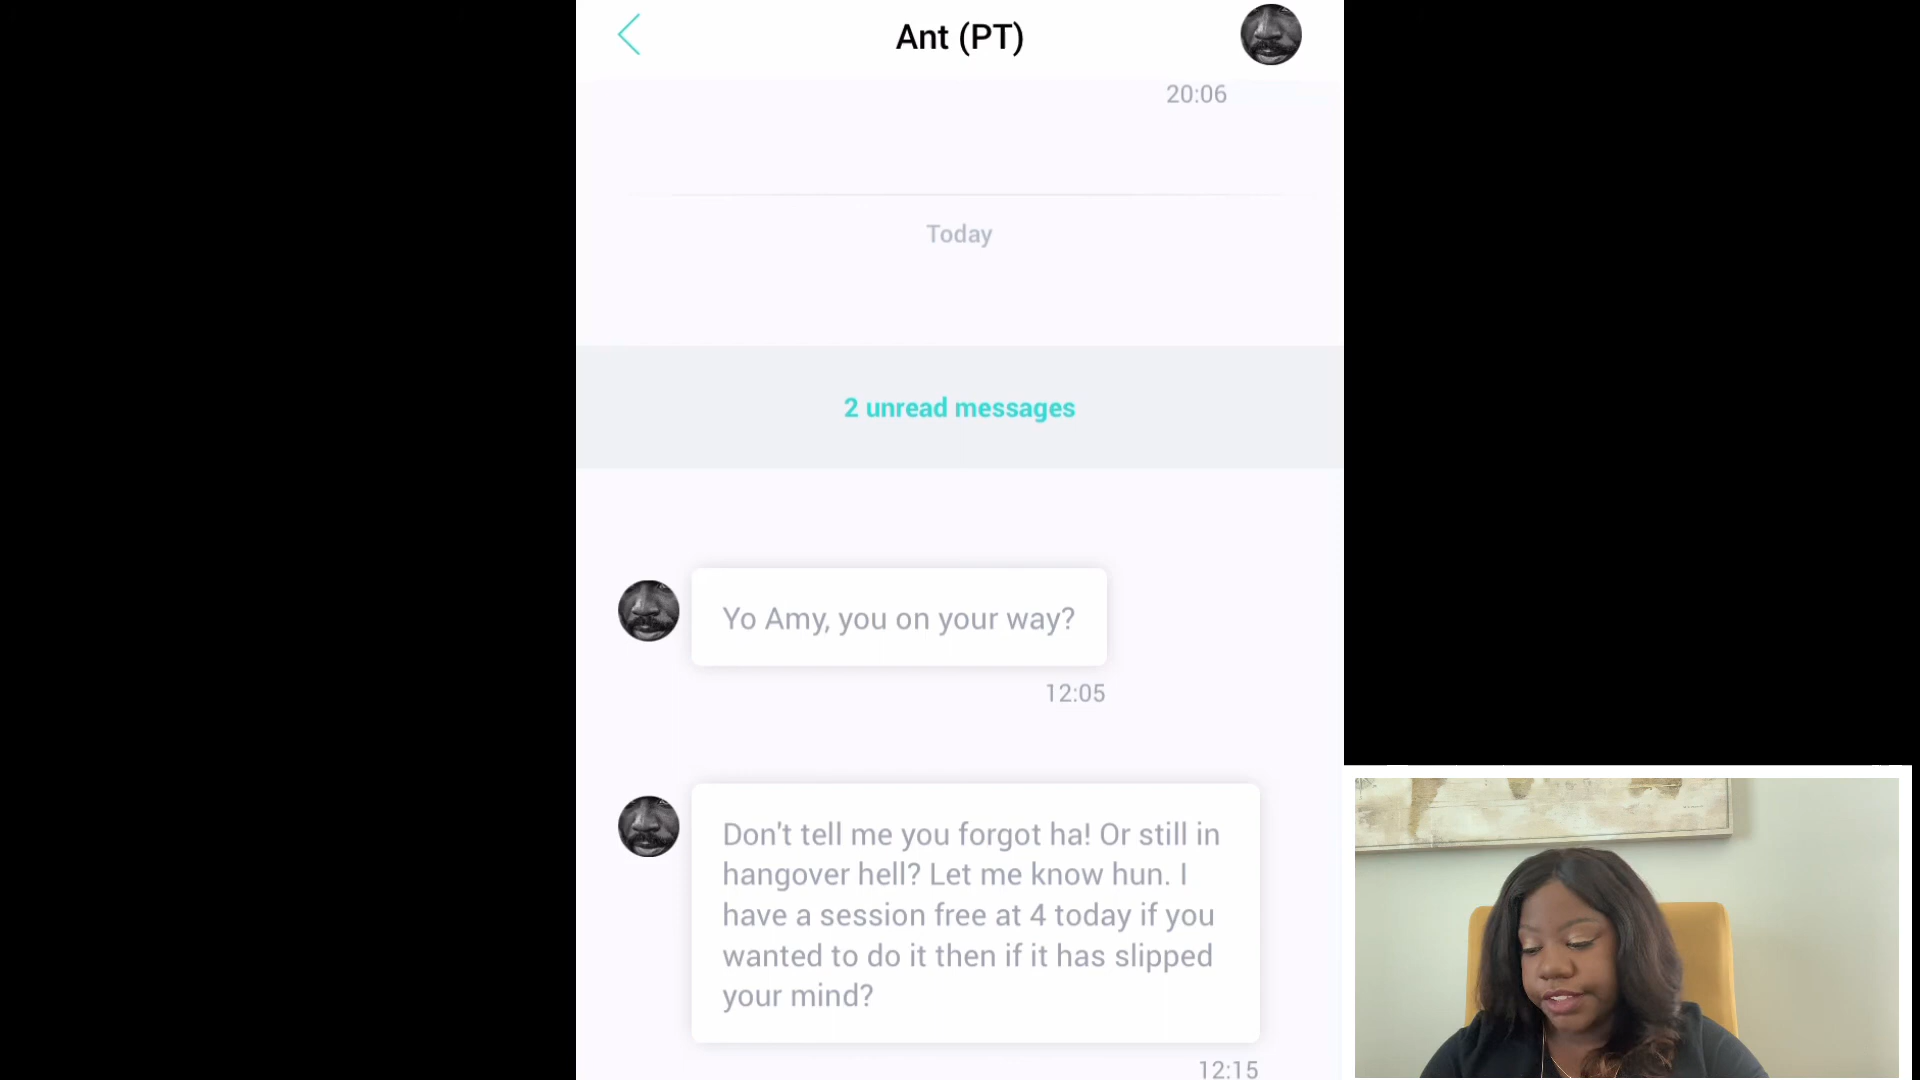 Ant (PT)
20:06
Today
2 unread messages
Yo Amy, you on your way?
12:05
Don't tell me you forgot ha! Or still in
hangover hell? Let me know hun. I
have a session free at 4 today if you
wanted to do it then if it has slipped
your mind?
12:15